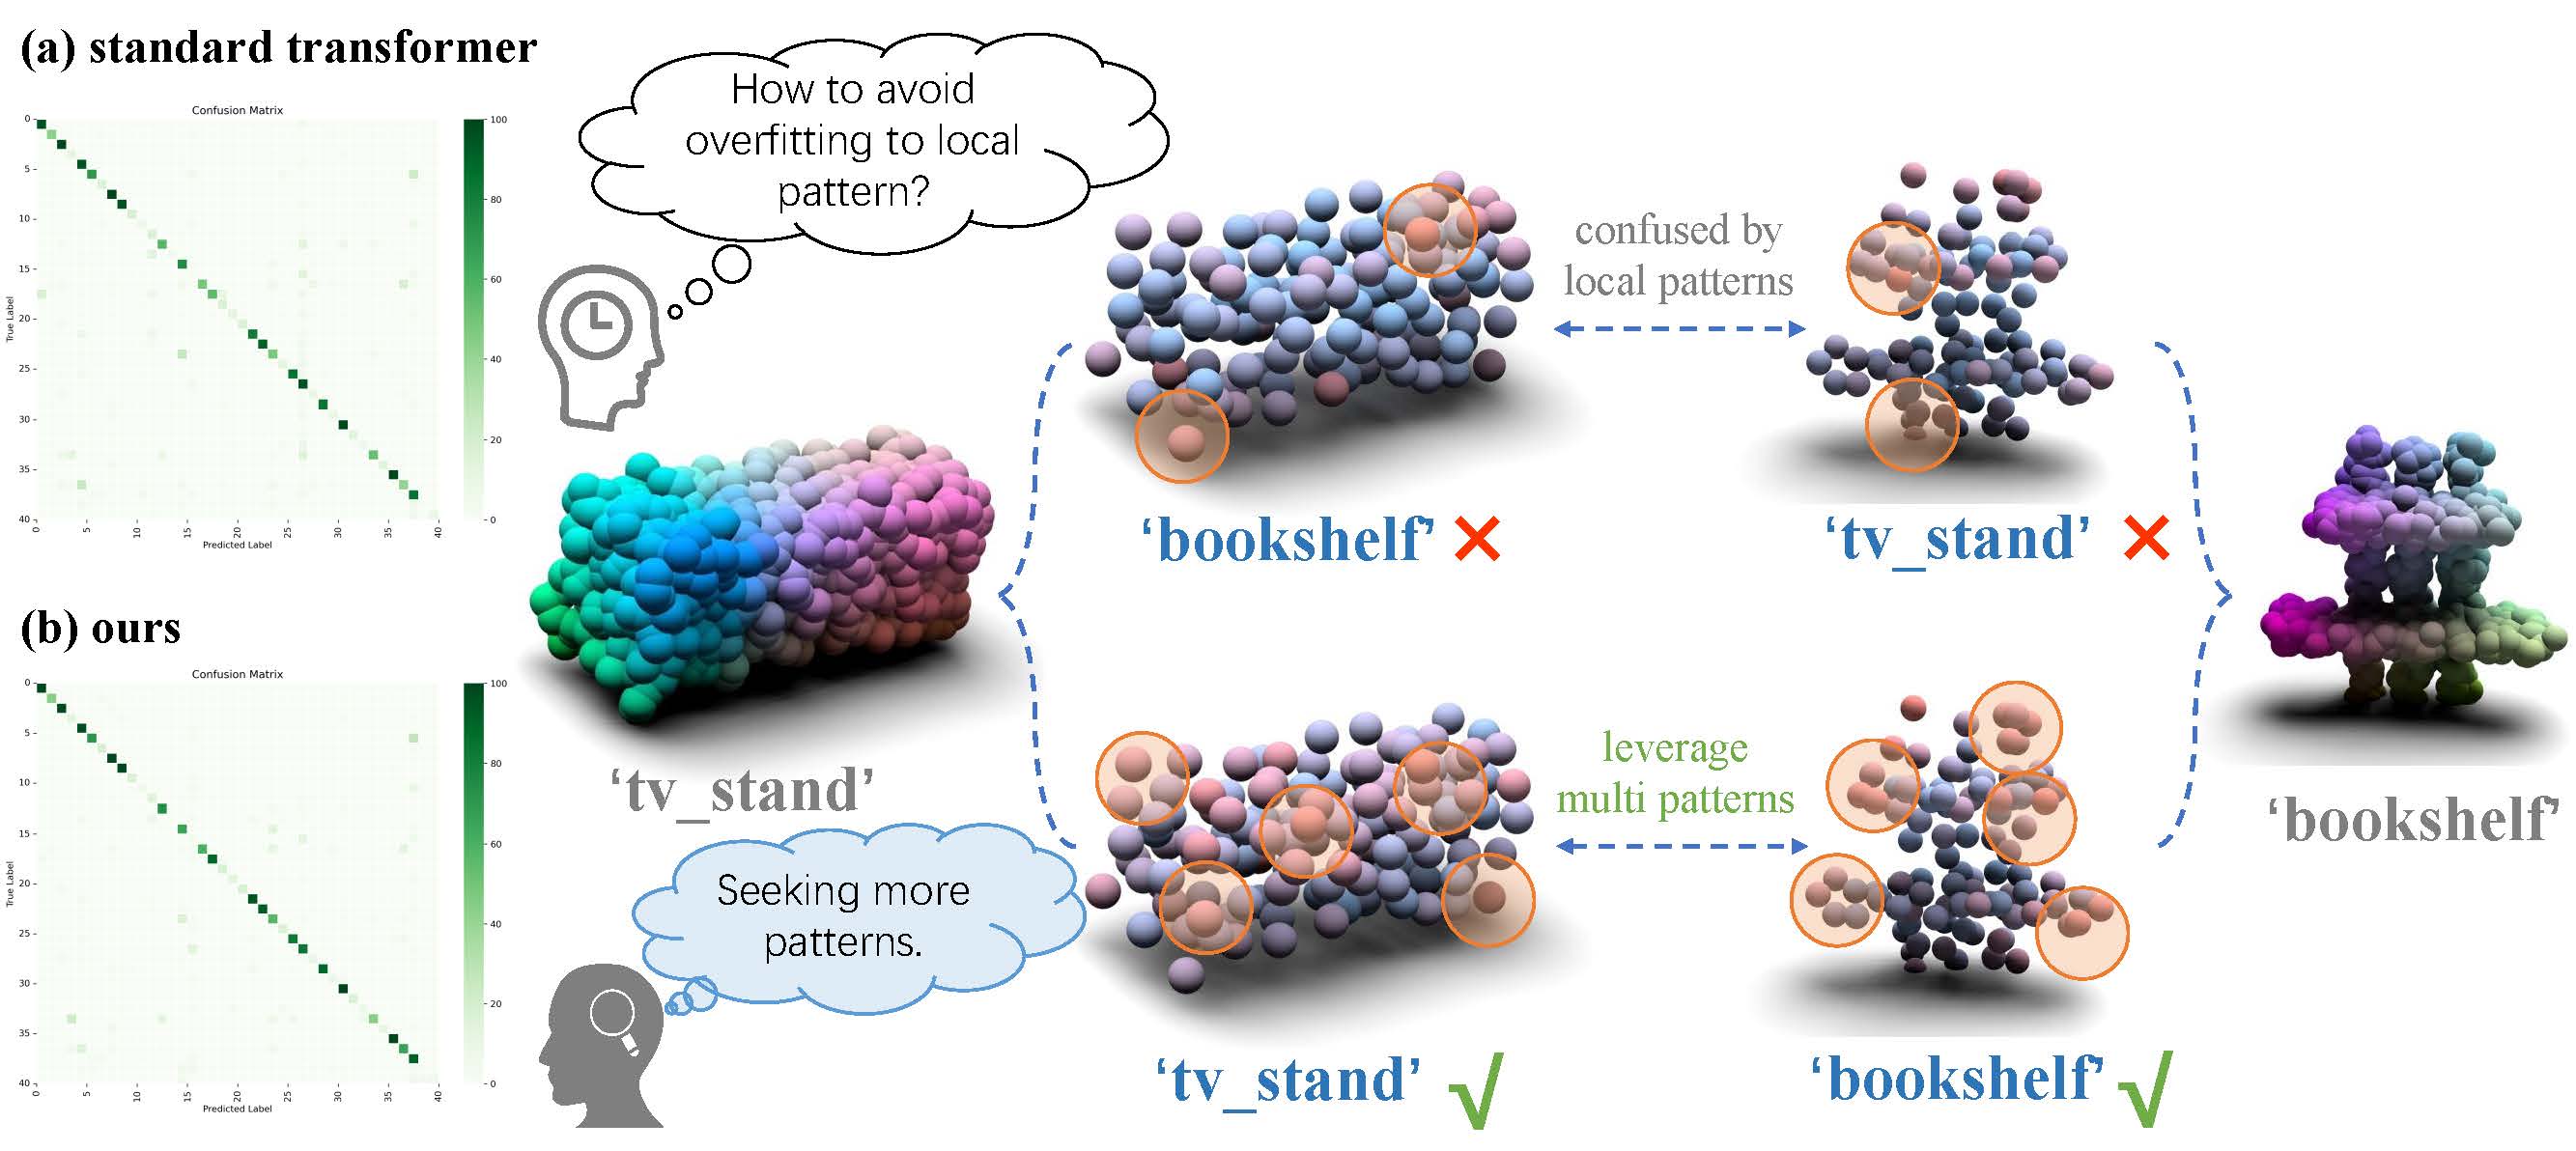 (a) standard transformer
Confusion Matrix
0
5
10
15
20
25
30
35
40
True Label
0
5
10
15
20
25
30
35
40
Predicted Label
100
80
60
40
20
0
How to avoid
overfitting to local
pattern?
confused by
local patterns
‘bookshelf’
‘tv_stand’
(b) ours
Confusion Matrix
0
5
10
15
20
25
30
35
40
True Label
0
5
10
15
20
25
30
35
40
Predicted Label
100
80
60
40
20
0
‘tv_stand’
Seeking more
patterns.
leverage
multi patterns
‘tv_stand’
‘bookshelf’
‘bookshelf’